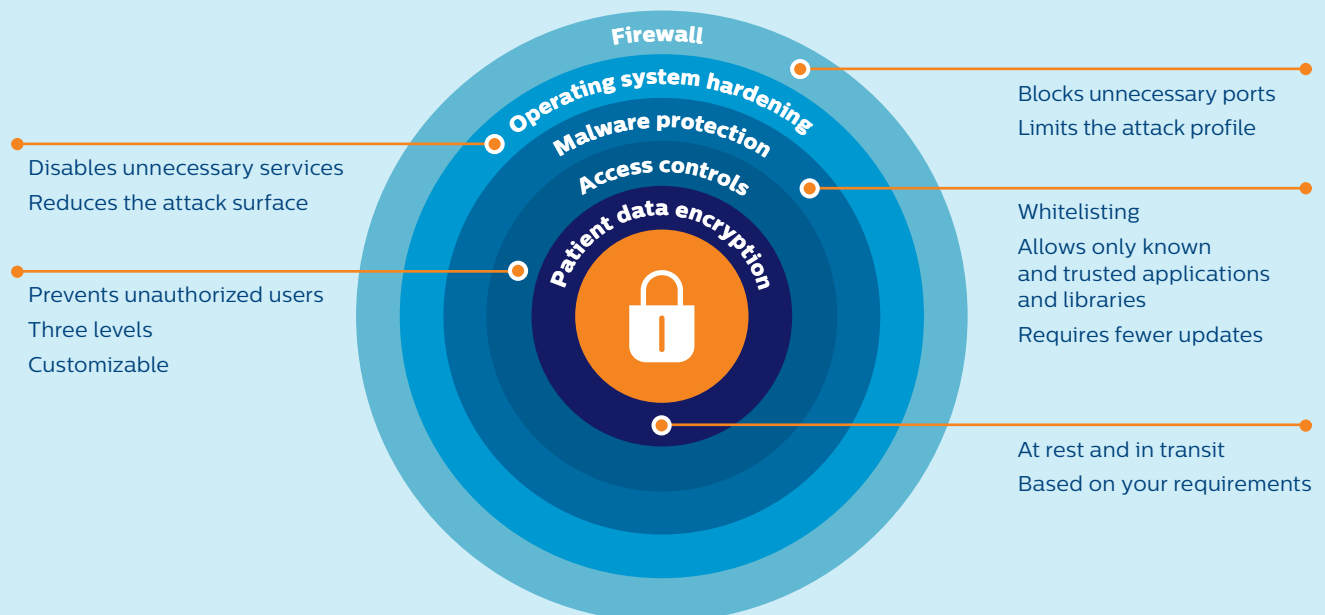 Firewall
Operating system hardening
Malware protection
Access controls
Patient data encryption
Disables unnecessary services
Reduces the attack surface
Prevents unauthorized users
Three levels
Customizable
Blocks unnecessary ports
Limits the attack profile
Whitelisting
Allows only known
and trusted applications
and libraries
Requires fewer updates
At rest and in transit
Based on your requirements